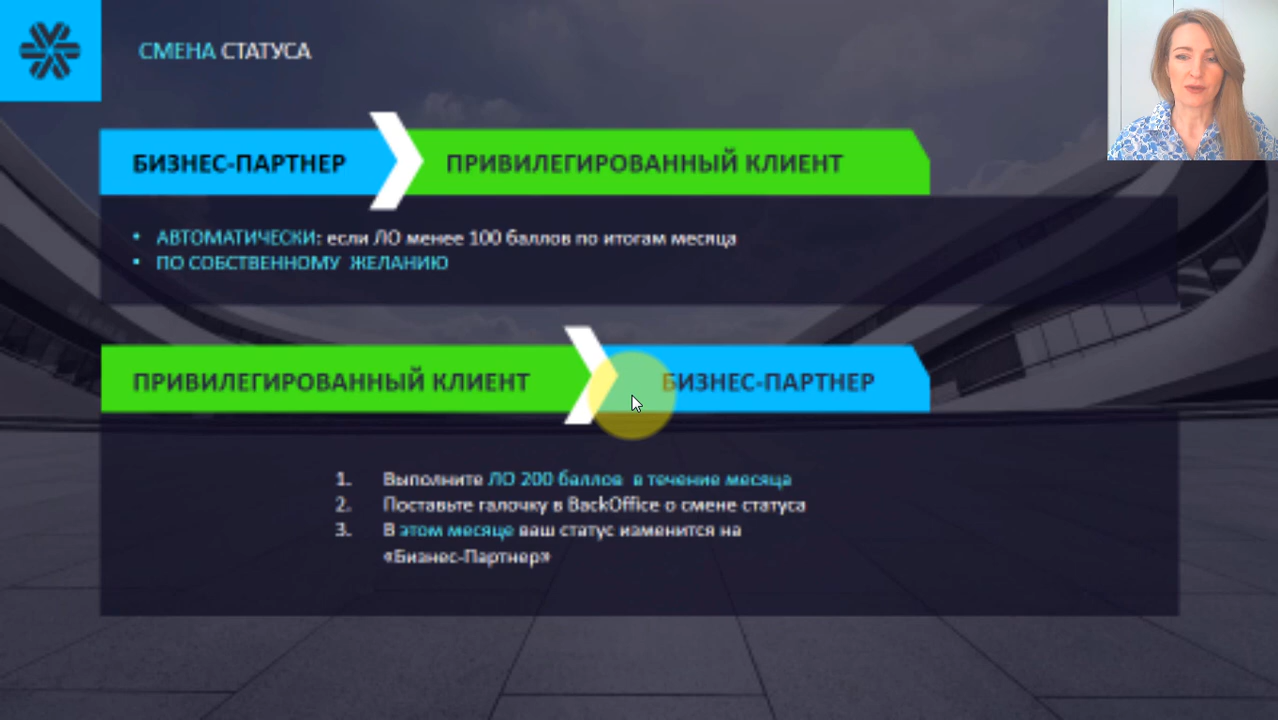 СМЕНА СТАТУСА
БИЗНЕС-ПАРТНЕР ПРИВИЛЕГИРОВАННЫЙ КЛИЕНТ
• АВТОМАТИЧЕСКИ: если ЛО менее 100 баллов по итогам месяца
• ПО СОБСТВЕННОМУ ЖЕЛАНИЮ
ПРИВИЛЕГИРОВАННЫЙ КЛИЕНТ БИЗНЕС-ПАРТНЕР
1. Выполните ЛО 200 баллов в течение месяца
2. Поставьте галочку в BackOffice о смене статуса
3. В этом месяце ваш статус изменится на
«Бизнес-Партнер»